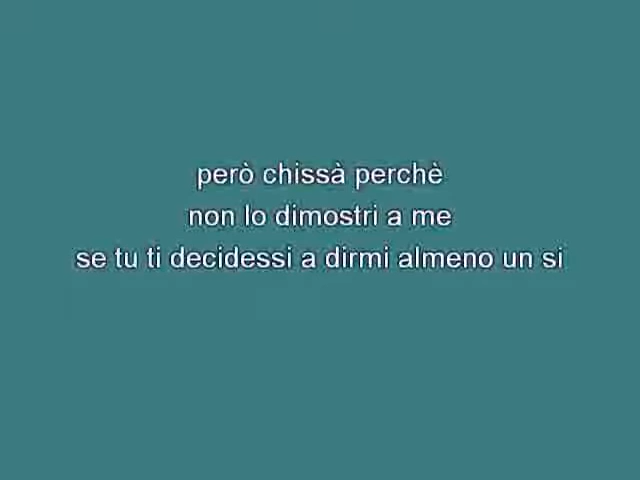 però chissà perchè
non lo dimostri a me
se tu ti decidessi a dirmi almeno un si